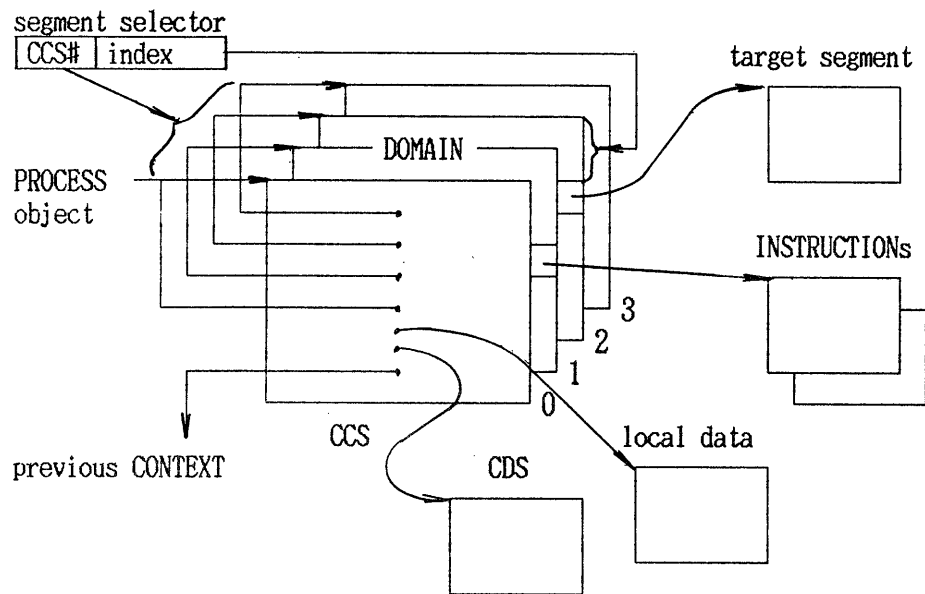 segment selector
CCS# index
target segment
DOMAIN
PROCESS
object
INSTRUCTIONs
3
2
1
0
CCS
local data
previous CONTEXT
CDS